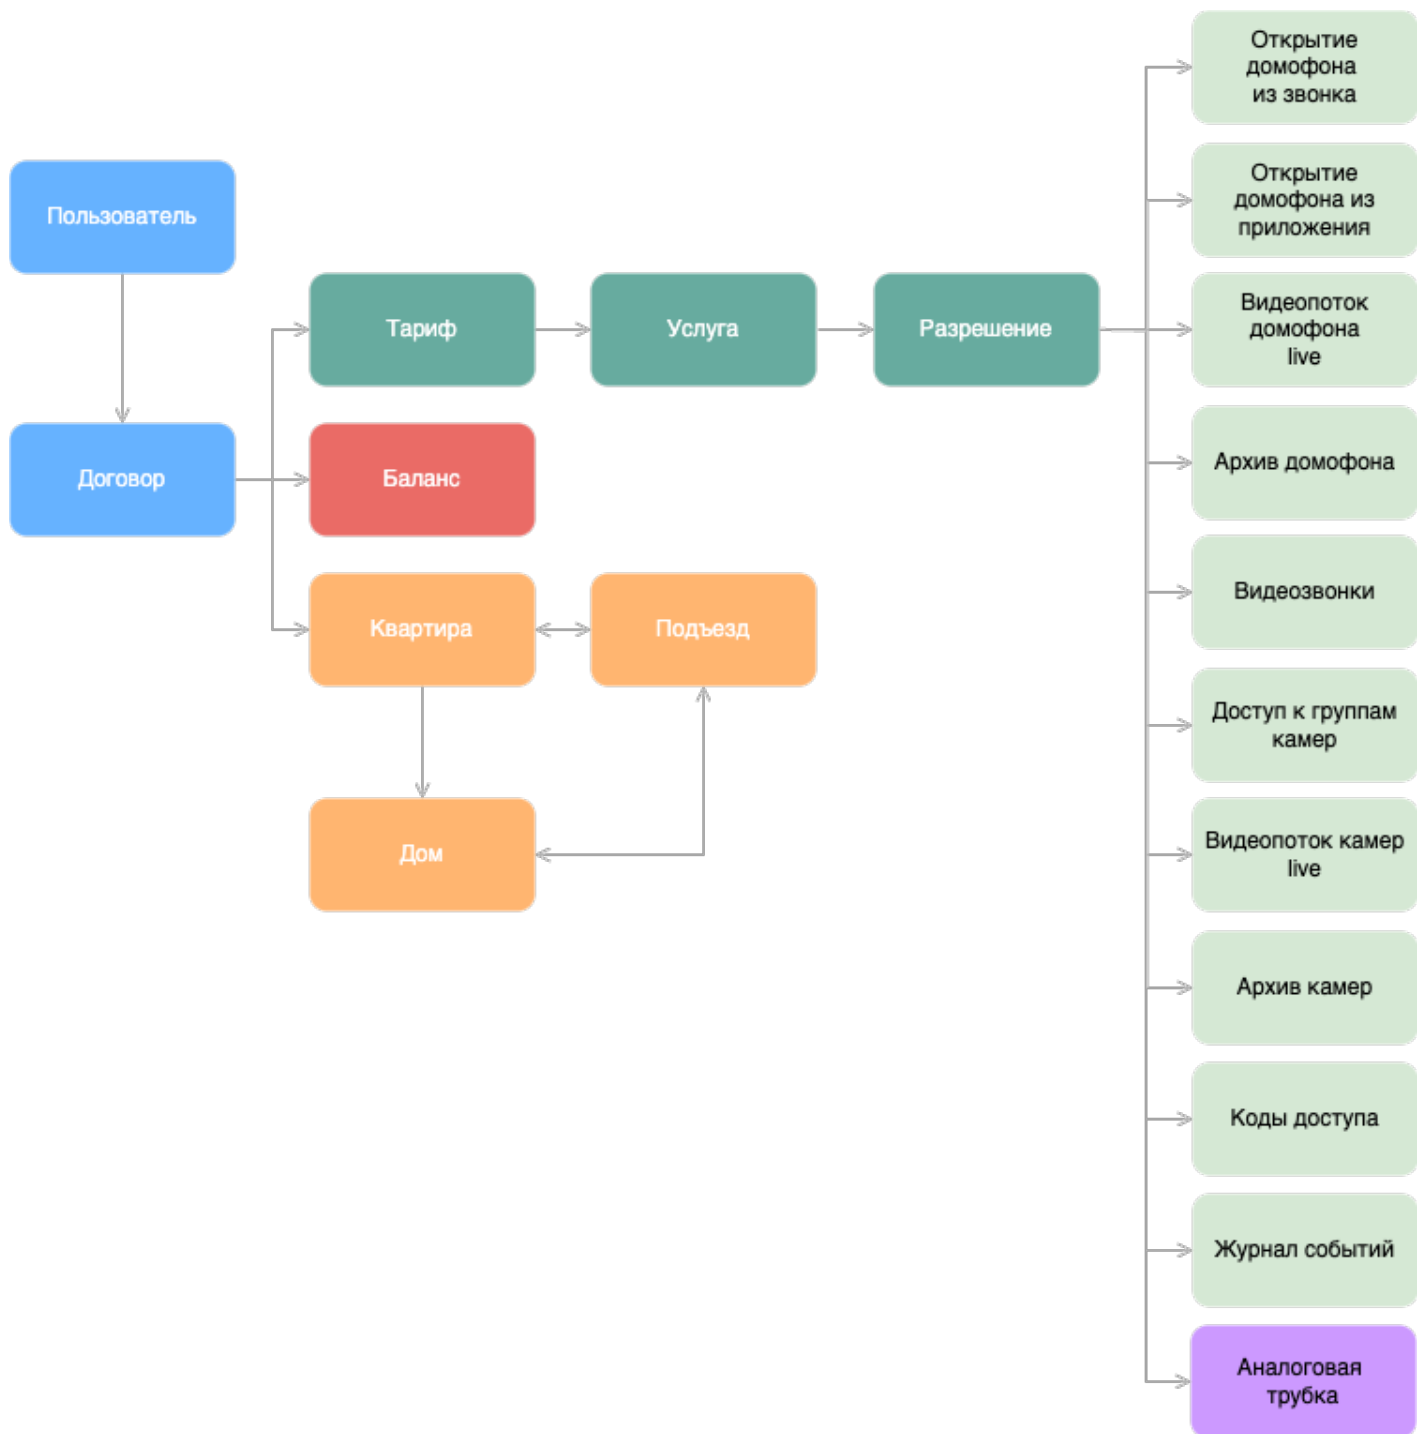 Открытие
домофона
из звонка
Открытие
домофона из
приложения
Пользователь
Тариф
Услуга
Разрешение
Видеопоток
домофона
live
Договор
Баланс
Архив домофона
Видеозвонки
Квартира
Подъезд
Доступ к группам
камер
Дом
Видеопоток камер
live
Архив камер
Коды доступа
Журнал событий
Аналоговая
трубка